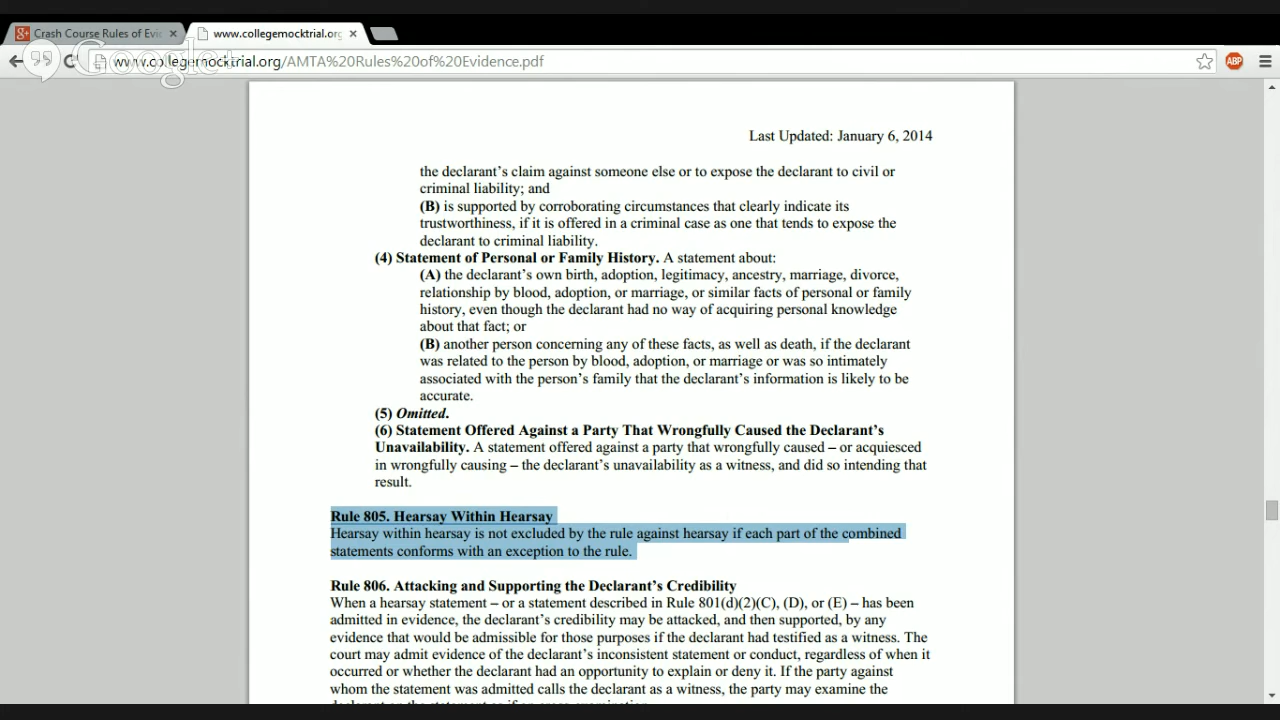 Crash Course Rules of Evid
www.collegemocktrial.org
Google+
www.collegemocktrial.org/AMTA%20Rules%20of%20Evidence.pdf
ABP
Last Updated: January 6, 2014
the declarant’s claim against someone else or to expose the declarant to civil or
criminal liability; and
(B) is supported by corroborating circumstances that clearly indicate its
trustworthiness, if it is offered in a criminal case as one that tends to expose the
declarant to criminal liability.
(4) Statement of Personal or Family History. A statement about:
(A) the declarant’s own birth, adoption, legitimacy, ancestry, marriage, divorce,
relationship by blood, adoption, or marriage, or similar facts of personal or family
history, even though the declarant had no way of acquiring personal knowledge
about that fact; or
(B) another person concerning any of these facts, as well as death, if the declarant
was related to the person by blood, adoption, or marriage or was so intimately
associated with the person’s family that the declarant’s information is likely to be
accurate.
(5) Omitted.
(6) Statement Offered Against a Party That Wrongfully Caused the Declarant’s
Unavailability. A statement offered against a party that wrongfully caused – or acquiesced
in wrongfully causing – the declarant’s unavailability as a witness, and did so intending that
result.
Rule 805. Hearsay Within Hearsay
Hearsay within hearsay is not excluded by the rule against hearsay if each part of the combined
statements conforms with an exception to the rule.
Rule 806. Attacking and Supporting the Declarant’s Credibility
When a hearsay statement – or a statement described in Rule 801(d)(2)(C), (D), or (E) – has been
admitted in evidence, the declarant’s credibility may be attacked, and then supported, by any
evidence that would be admissible for those purposes if the declarant had testified as a witness. The
court may admit evidence of the declarant’s inconsistent statement or conduct, regardless of when it
occurred or whether the declarant had an opportunity to explain or deny it. If the party against
whom the statement was admitted calls the declarant as a witness, the party may examine the